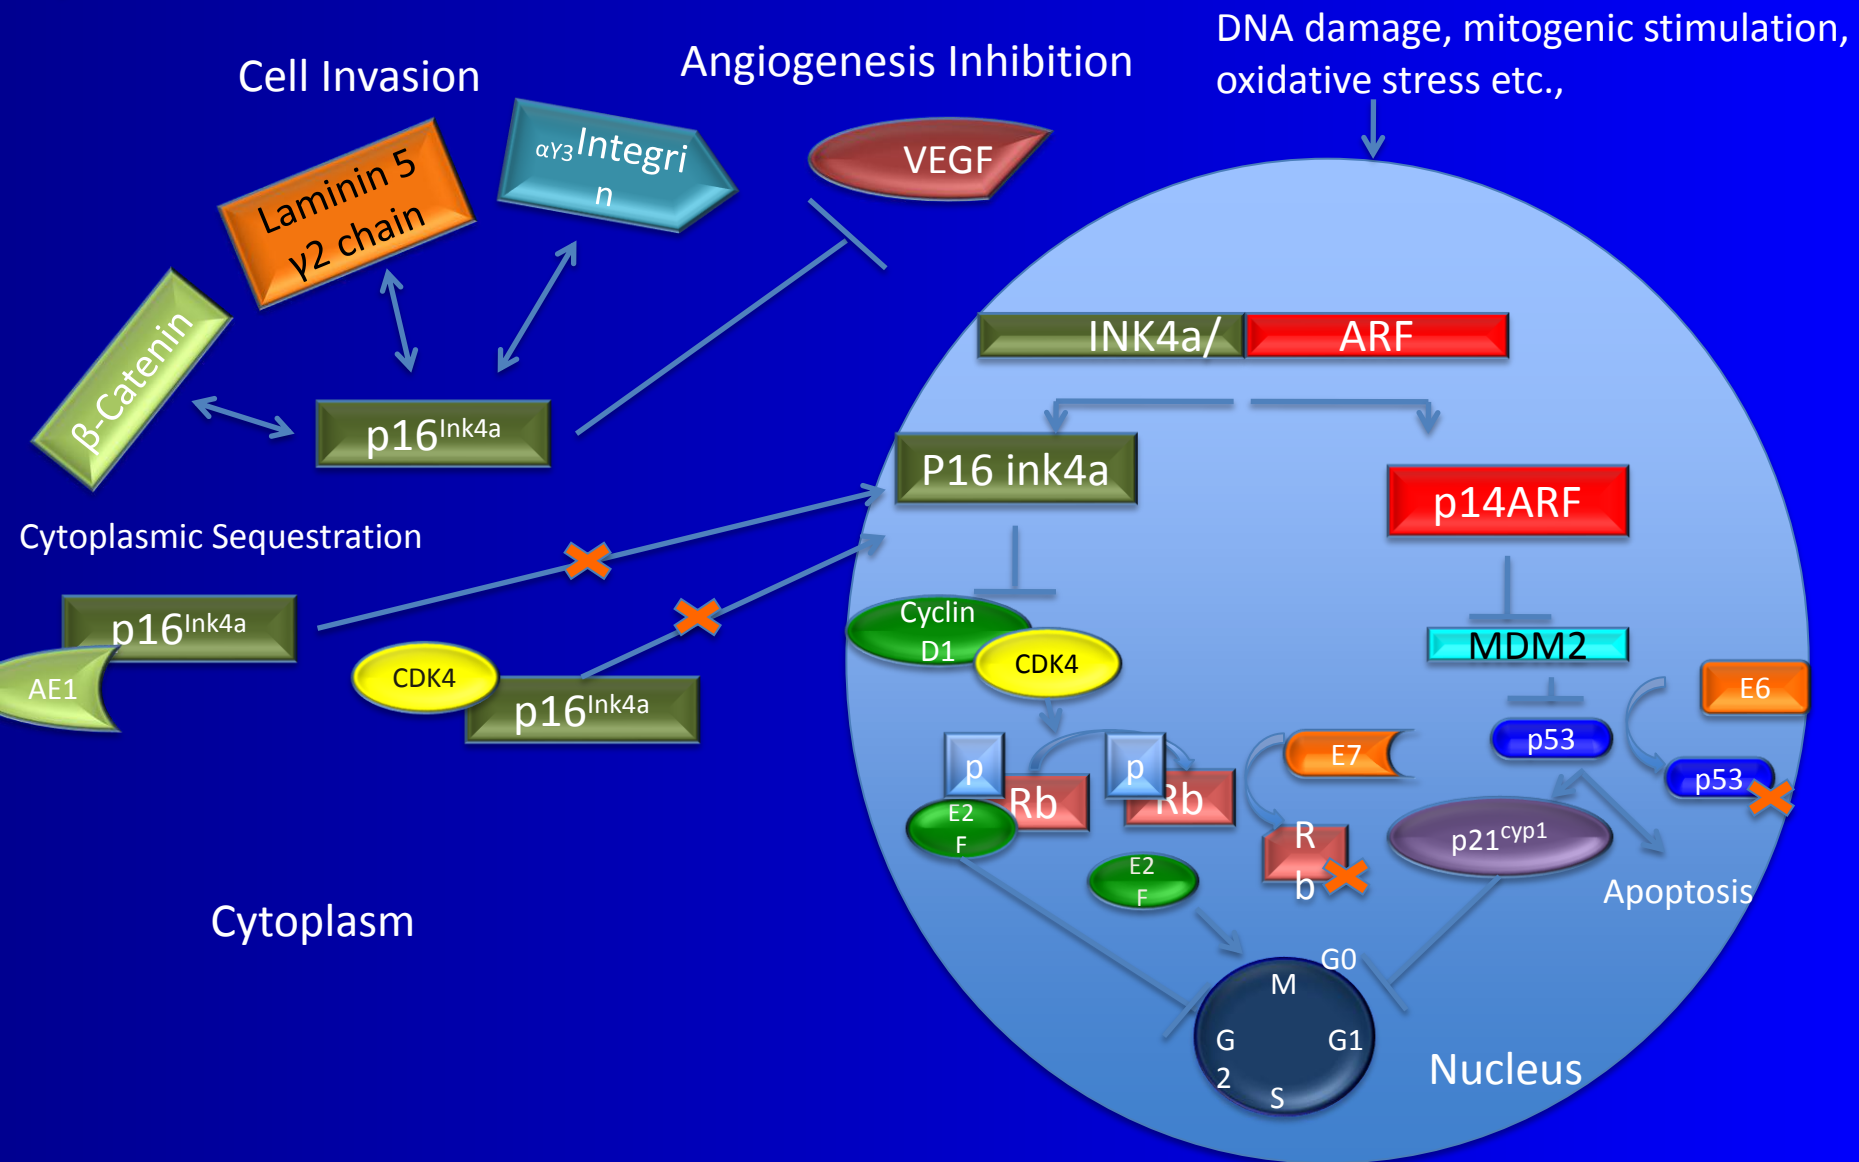 DNA damage, mitogenic stimulation,
oxidative stress etc.,
Cell Invasion
Angiogenesis Inhibition
Laminin 5
γ2 chain
αY3 Integri
n
VEGF
β-Catenin
p16Ink4a
INK4a/
ARF
P16 ink4a
p14ARF
Cytoplasmic Sequestration
p16Ink4a
AE1
CDK4
p16Ink4a
Cyclin
D1
CDK4
MDM2
E6
p53
p53
E7
p
Rb
E2
F
p
Rb
E2
F
R
b
p21cyp1
Apoptosis
Cytoplasm
G0
M
G
2
G1
S
Nucleus